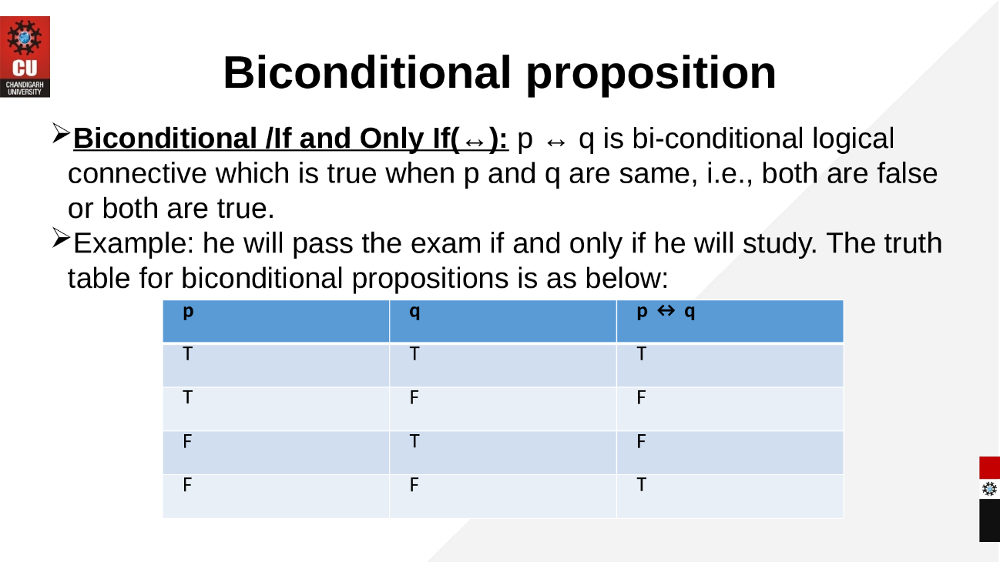 CU
CHANDIGARH
UNIVERSITY
Biconditional proposition
➢Biconditional /If and Only If(↔): p ↔ q is bi-conditional logical
connective which is true when p and q are same, i.e., both are false
or both are true.
➢Example: he will pass the exam if and only if he will study. The truth
table for biconditional propositions is as below:
p q p ↔ q
T T T
T F F
F T F
F F T